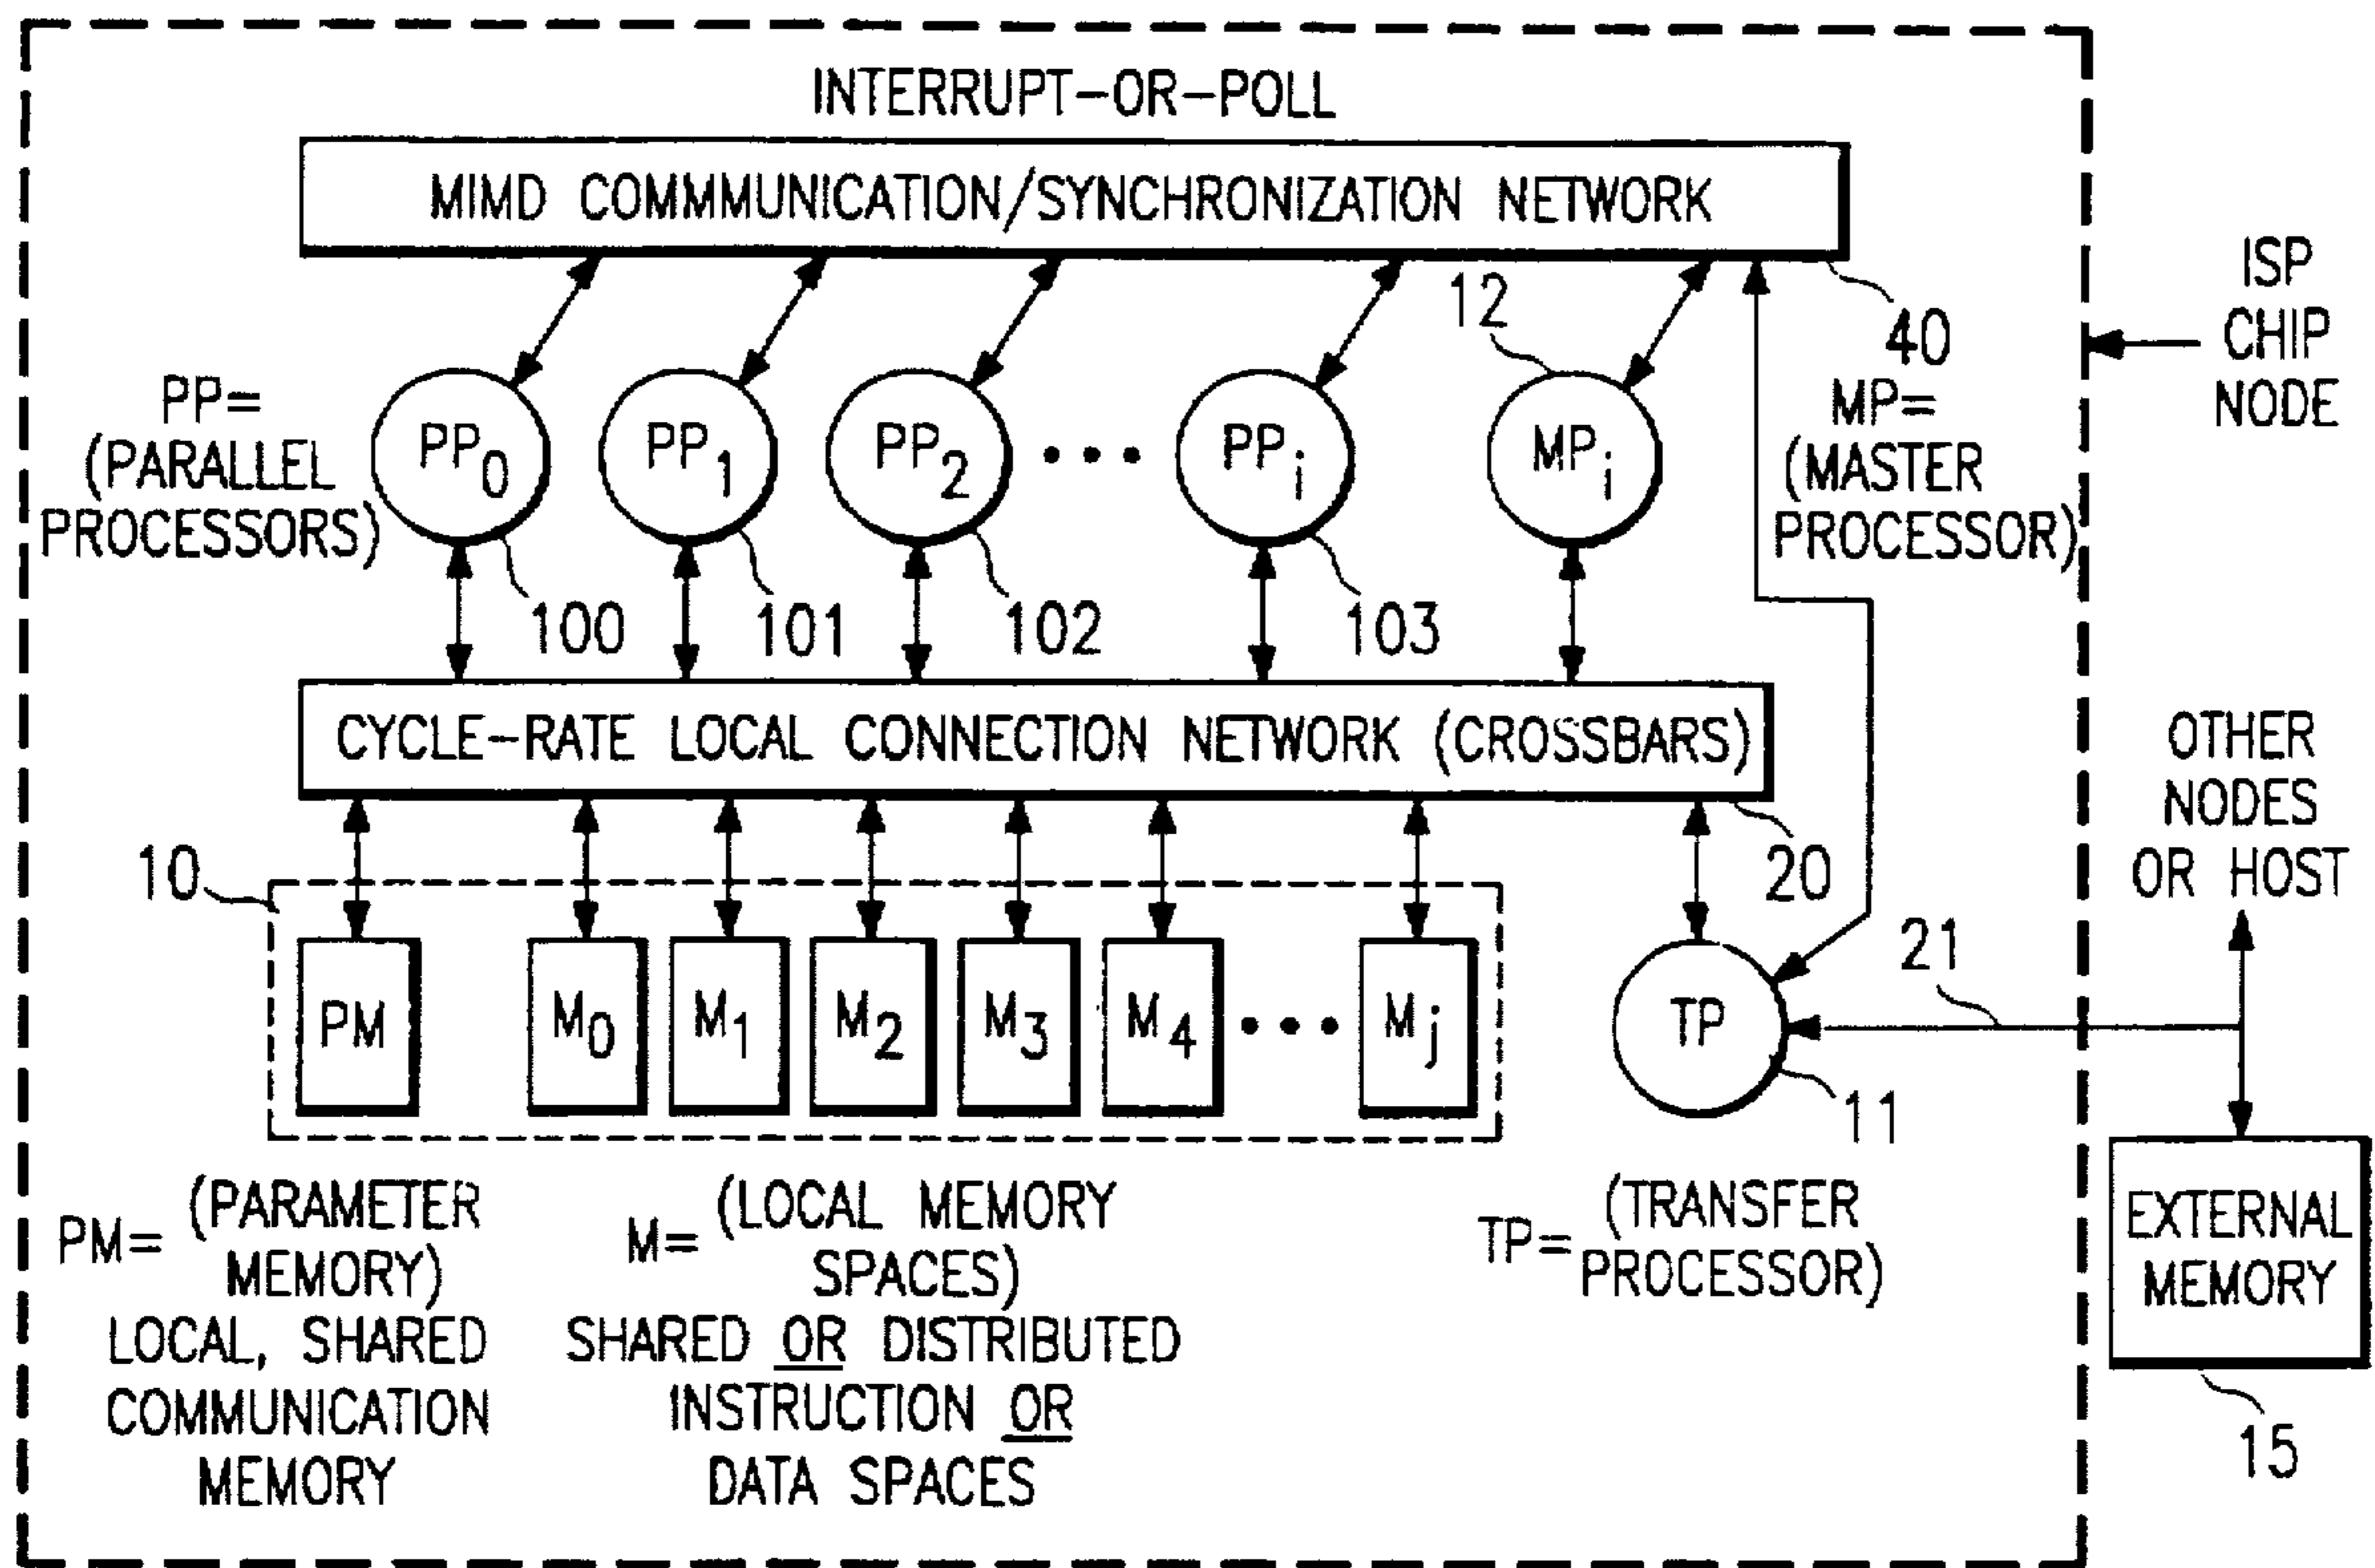 INTERRUPT-OR-POLL
MIMD COMMMUNICATION/SYNCHRONIZATION NETWORK
40
ISP
CHIP
NODE
12
PP=
(PARALLEL
PROCESSORS)
PP0
PP1
PP2
PPi
MPi
MP=
(MASTER
PROCESSOR)
100
101
102
103
CYCLE-RATE LOCAL CONNECTION NETWORK (CROSSBARS)
20
OTHER
NODES
OR HOST
10
PM
M0
M1
M2
M3
M4
Mj
TP
21
11
PM= (PARAMETER
MEMORY)
LOCAL, SHARED
COMMUNICATION
MEMORY
M= (LOCAL MEMORY
SPACES)
SHARED OR DISTRIBUTED
INSTRUCTION OR
DATA SPACES
TP= (TRANSFER
PROCESSOR)
EXTERNAL
MEMORY
15